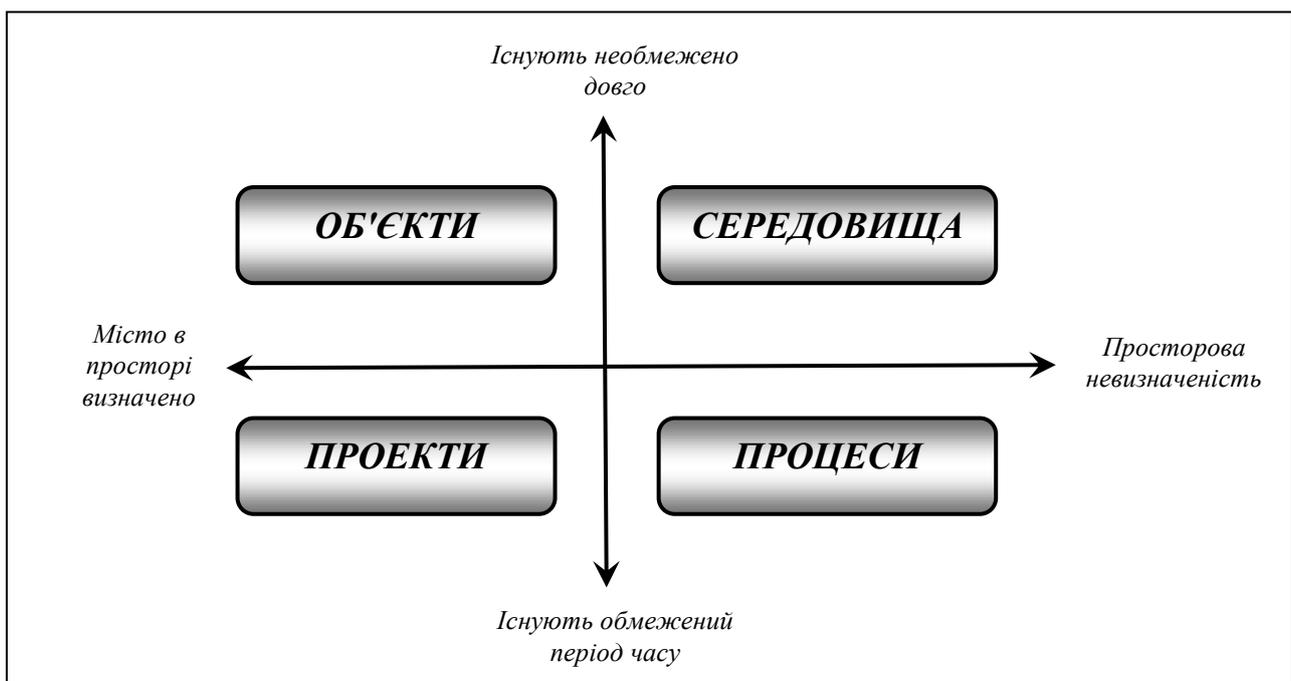 Існують необмежено
довго
ОБ'ЄКТИ
СЕРЕДОВИЩА
Місто в
просторі
визначено
Просторова
невизначеність
ПРОЕКТИ
ПРОЦЕСИ
Існують обмежений
період часу